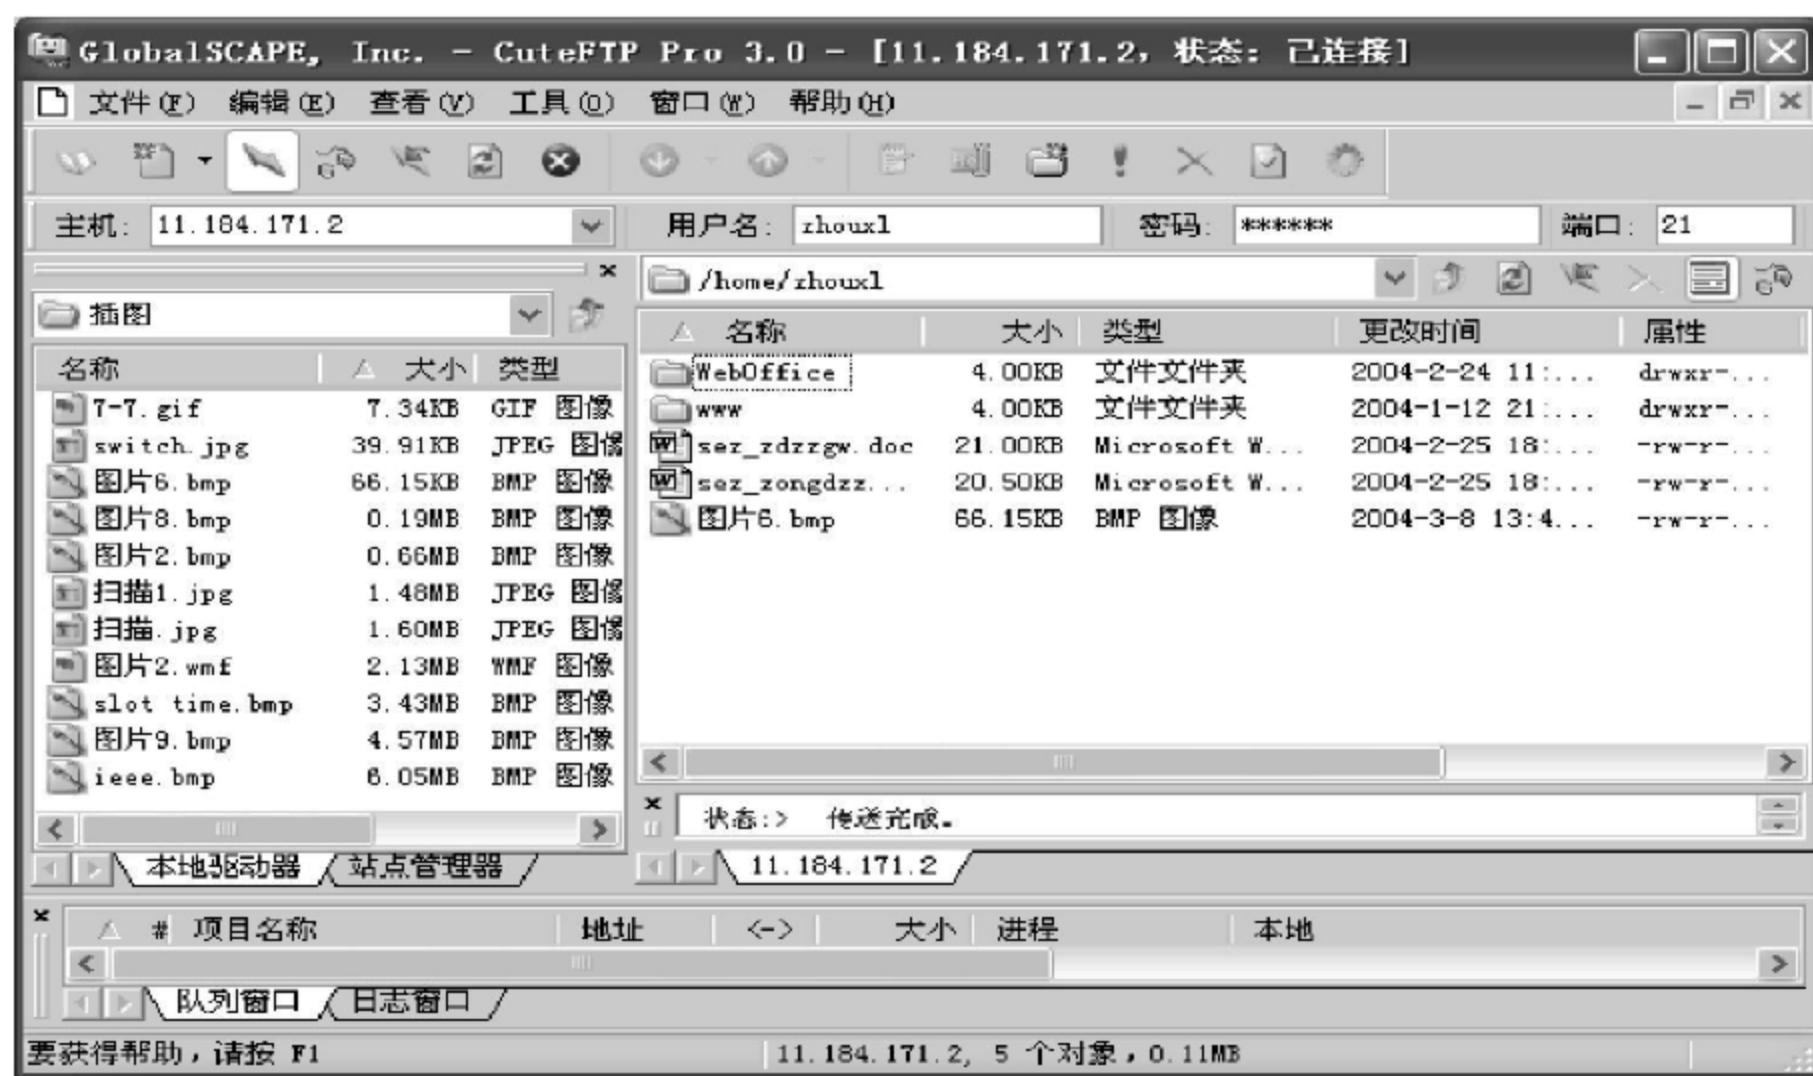 GlobalSCAPE, Inc. - CuteFTP Pro 3.0 - [11.184.171.2, 状态: 已连接]
文件(F) 编辑(E) 查看(V) 工具(O) 窗口(W) 帮助(H)
主机: 11.184.171.2 用户名: zhouxl 密码: ****** 端口: 21
插图
名称 大小 类型
7-7.gif 7.34KB GIF 图像
switch.jpg 39.91KB JPEG 图像
图片6.bmp 66.15KB BMP 图像
图片8.bmp 0.19MB BMP 图像
图片2.bmp 0.66MB BMP 图像
扫描1.jpg 1.48MB JPEG 图像
扫描.jpg 1.60MB JPEG 图像
图片2.wmf 2.13MB WMF 图像
slot time.bmp 3.43MB BMP 图像
图片9.bmp 4.57MB BMP 图像
ieee.bmp 6.05MB BMP 图像
本地驱动器 站点管理器
/home/zhouxl
名称 大小 类型 更改时间 属性
WebOffice 4.00KB 文件文件夹 2004-2-24 11:... drwxr-...
www 4.00KB 文件文件夹 2004-1-12 21:... drwxr-...
sez_zdzzgw.doc 21.00KB Microsoft W... 2004-2-25 18:... -rw-r-...
sez_zongdzz... 20.50KB Microsoft W... 2004-2-25 18:... -rw-r-...
图片6.bmp 66.15KB BMP 图像 2004-3-8 13:4... -rw-r-...
状态:> 传送完成。
11.184.171.2
# 项目名称 地址 <-> 大小 进程 本地
队列窗口 日志窗口
要获得帮助，请按 F1 11.184.171.2, 5 个对象，0.11MB